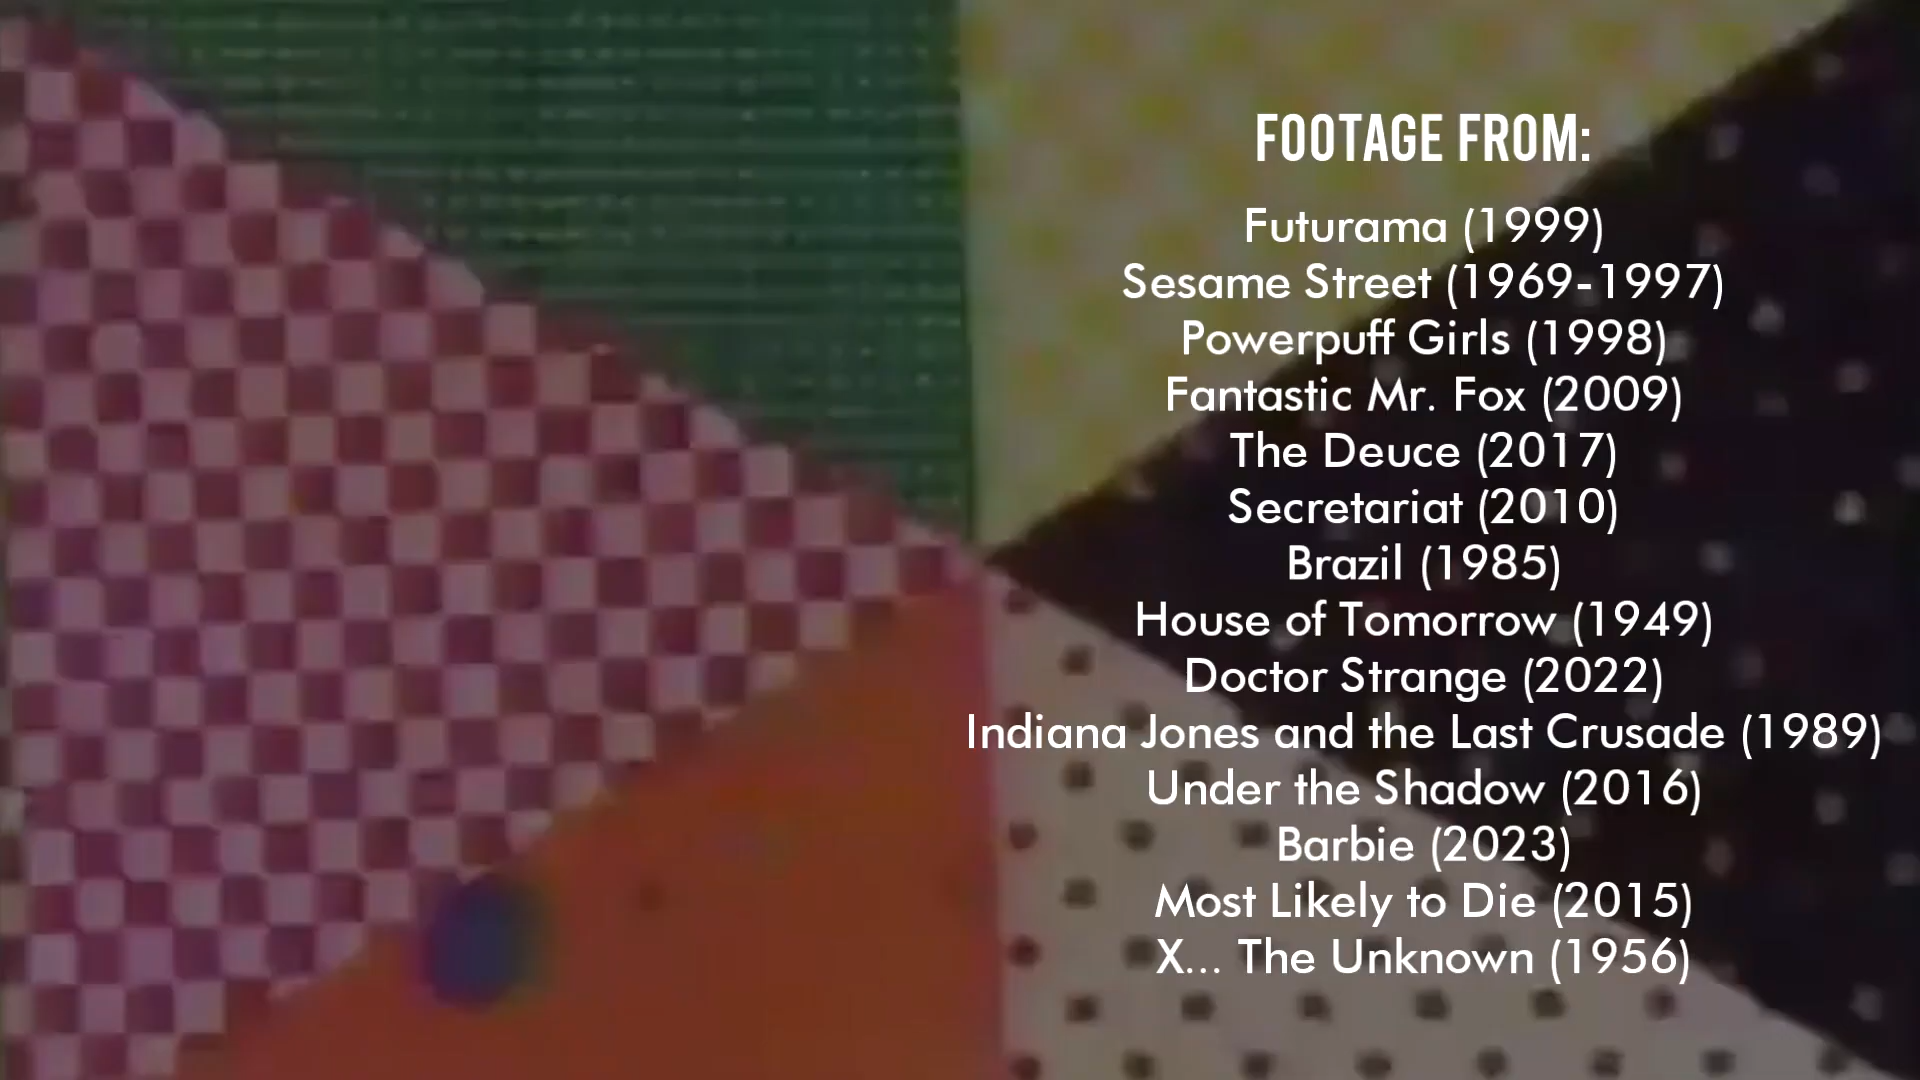 FOOTAGE FROM:
Futurama (1999)
Sesame Street (1969-1997)
Powerpuff Girls (1998)
Fantastic Mr. Fox (2009)
The Deuce (2017)
Secretariat (2010)
Brazil (1985)
House of Tomorrow (1949)
Doctor Strange (2022)
Indiana Jones and the Last Crusade (1989)
Under the Shadow (2016)
Barbie (2023)
Most Likely to Die (2015)
X... The Unknown (1956)